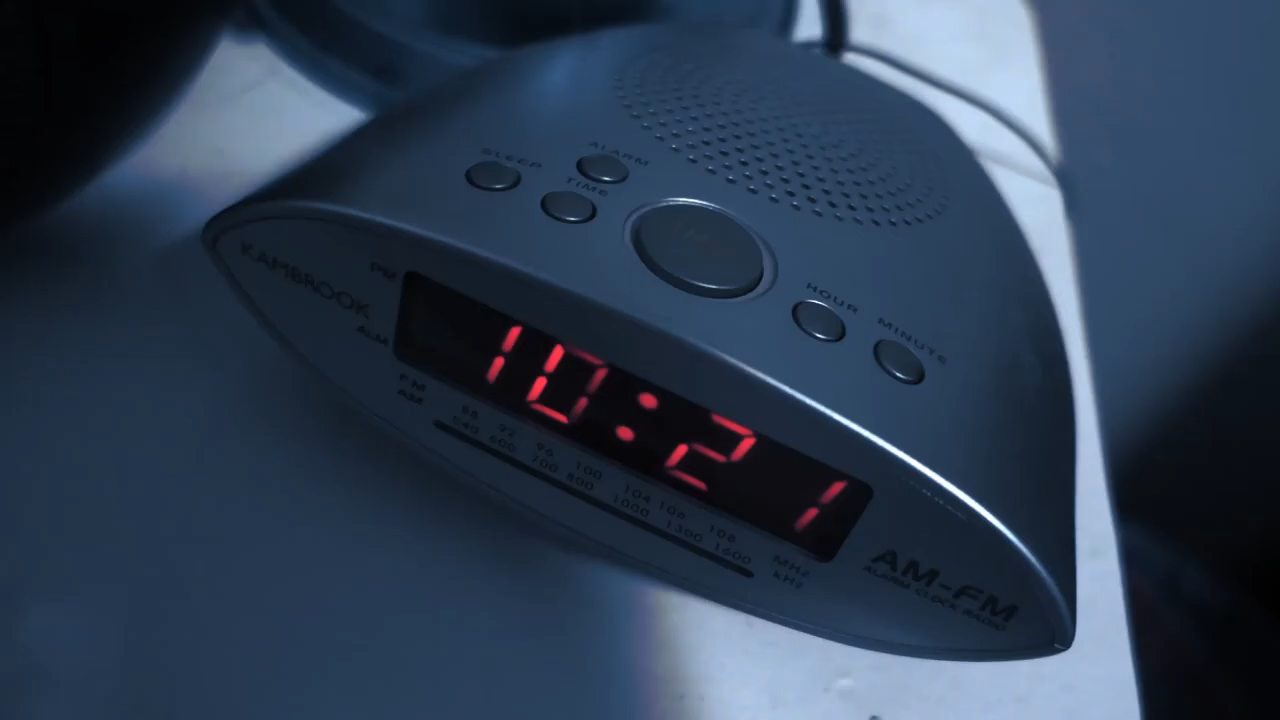 SLEEP
ALARM
TIME
HOUR
MINUTE
KAMBROOK
PM
ALM
10:21
FM
AM
88 92 96 100 104 106 108
540 600 700 800 1000 1300 1600
MHz
kHz
AM-FM
ALARM CLOCK RADIO